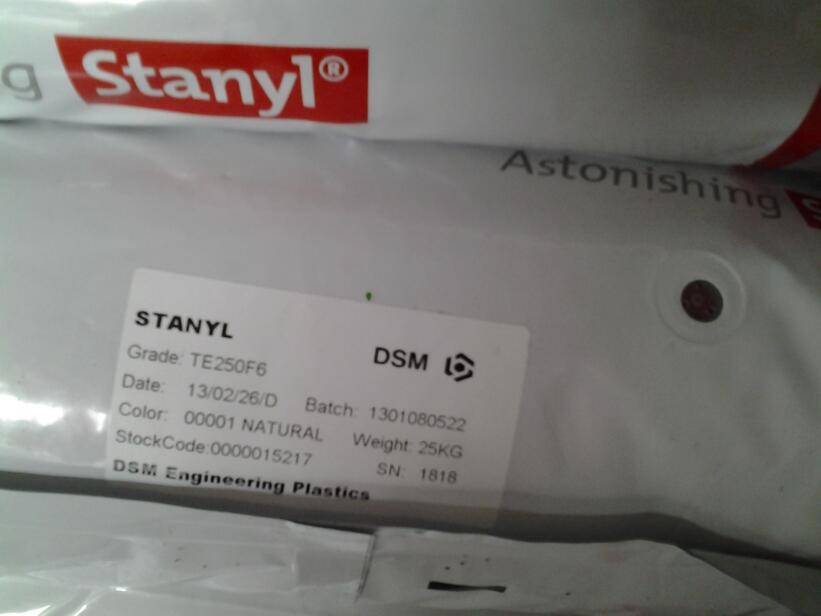 g Stanyl®
Astonishing S
STANYL
DSM
Grade: TE250F6
Date: 13/02/26/D Batch: 1301080522
Color: 00001 NATURAL Weight: 25KG
StockCode:0000015217 SN: 1818
DSM Engineering Plastics